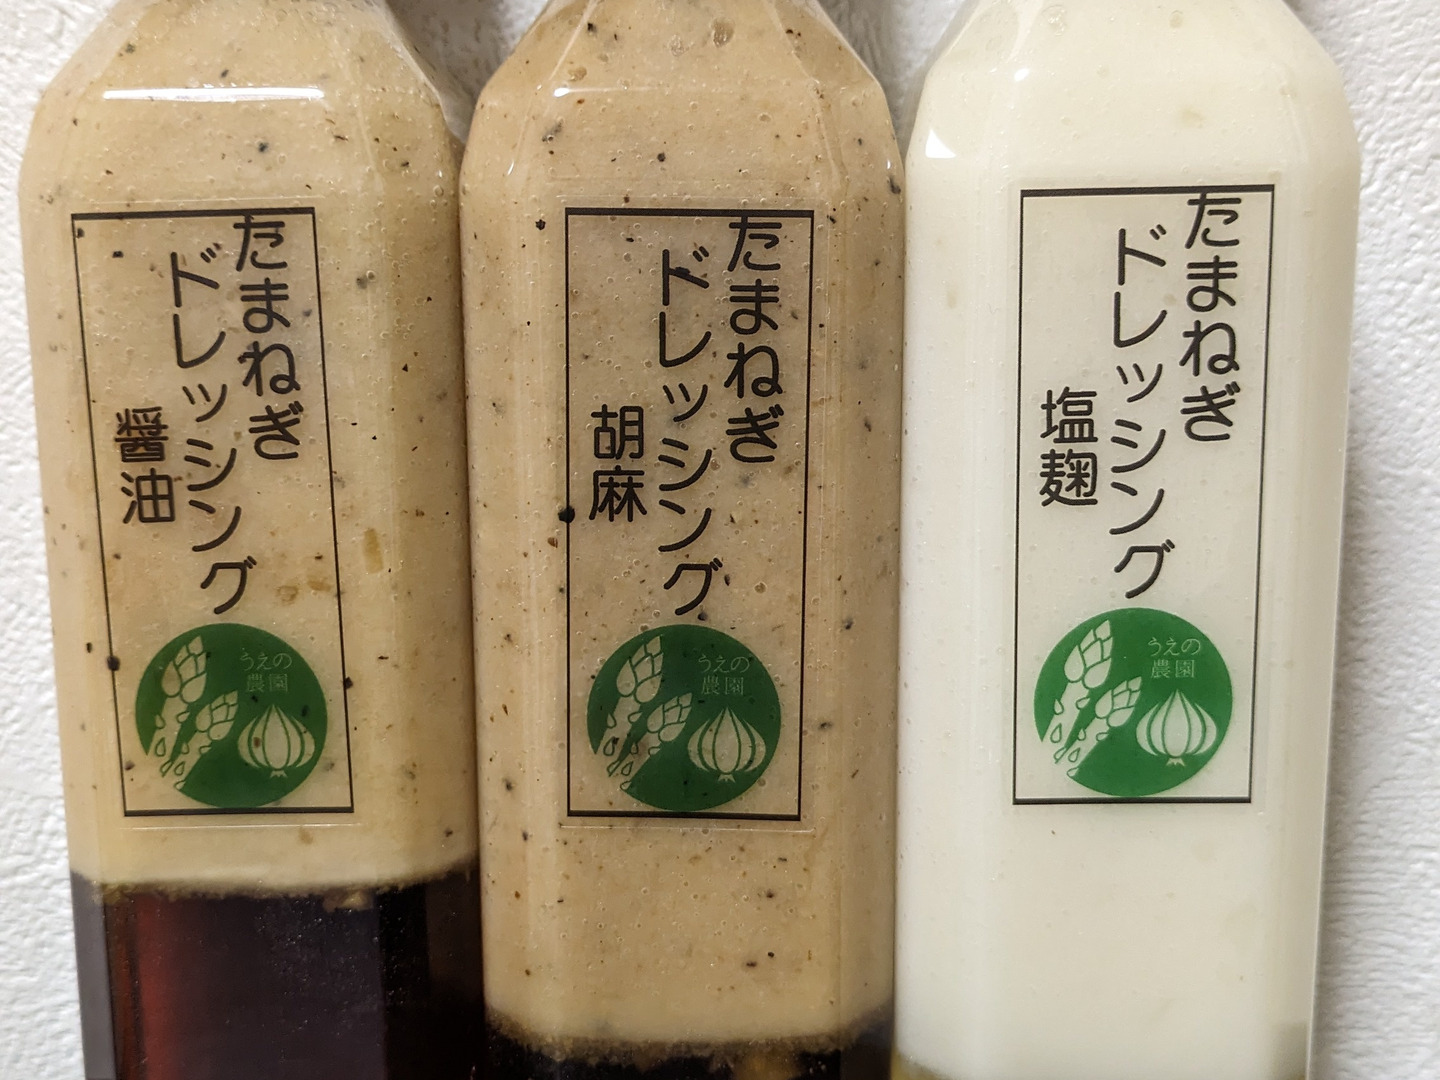 たまねぎ
ドレッシング
醤油
うえの
農園
たまねぎ
ドレッシング
胡麻
うえの
農園
たまねぎ
ドレッシング
塩麹
うえの
農園